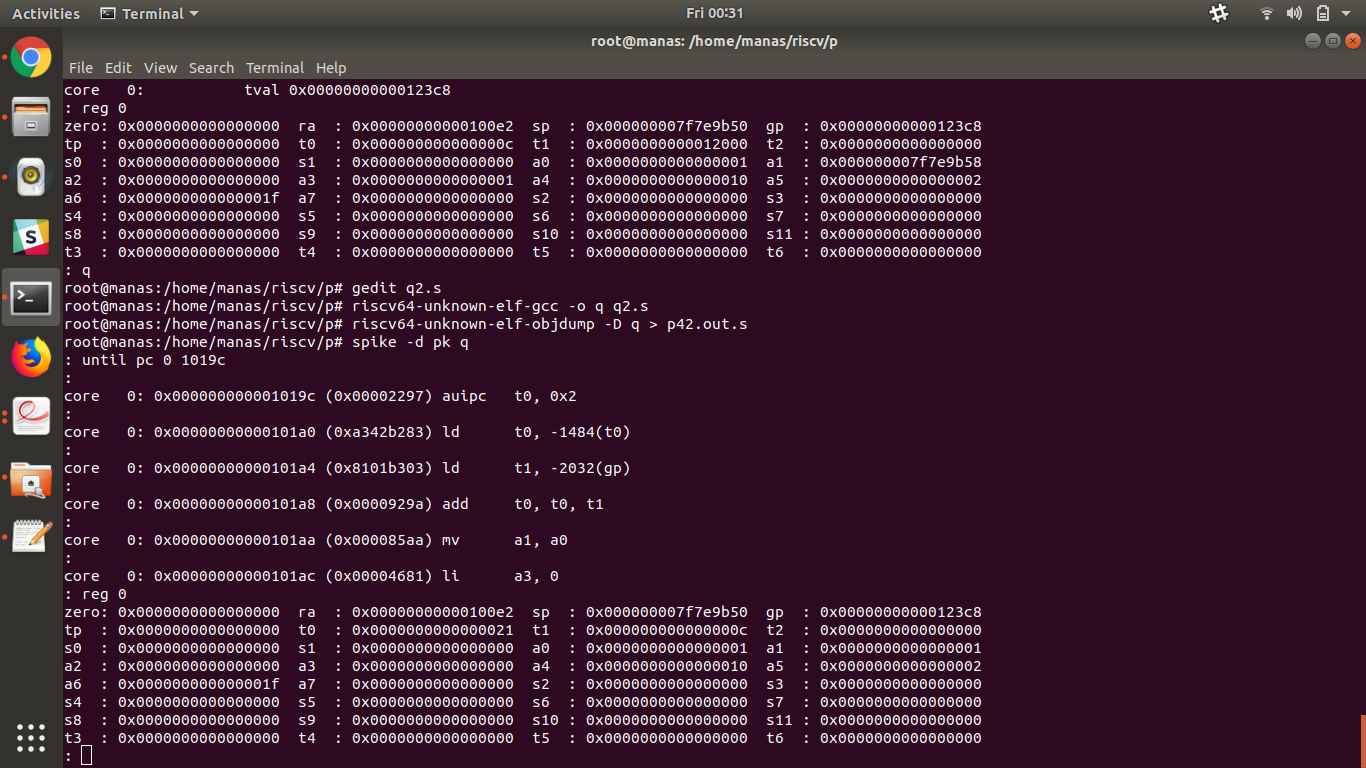 Activities Terminal Fri 00:31
root@manas: /home/manas/riscv/p
File Edit View Search Terminal Help
core   0:           tval 0x00000000000123c8
: reg 0
zero: 0x0000000000000000  ra  : 0x00000000000100e2  sp  : 0x000000007f7e9b50  gp  : 0x00000000000123c8
tp  : 0x0000000000000000  t0  : 0x000000000000000c  t1  : 0x0000000000012000  t2  : 0x0000000000000000
s0  : 0x0000000000000000  s1  : 0x0000000000000000  a0  : 0x0000000000000001  a1  : 0x000000007f7e9b58
a2  : 0x0000000000000000  a3  : 0x0000000000000001  a4  : 0x0000000000000010  a5  : 0x0000000000000002
a6  : 0x000000000000001f  a7  : 0x0000000000000000  s2  : 0x0000000000000000  s3  : 0x0000000000000000
s4  : 0x0000000000000000  s5  : 0x0000000000000000  s6  : 0x0000000000000000  s7  : 0x0000000000000000
s8  : 0x0000000000000000  s9  : 0x0000000000000000  s10 : 0x0000000000000000  s11 : 0x0000000000000000
t3  : 0x0000000000000000  t4  : 0x0000000000000000  t5  : 0x0000000000000000  t6  : 0x0000000000000000
: q
root@manas:/home/manas/riscv/p# gedit q2.s
root@manas:/home/manas/riscv/p# riscv64-unknown-elf-gcc -o q q2.s
root@manas:/home/manas/riscv/p# riscv64-unknown-elf-objdump -D q > p42.out.s
root@manas:/home/manas/riscv/p# spike -d pk q
: until pc 0 1019c
:
core   0: 0x000000000001019c (0x00002297) auipc   t0, 0x2
:
core   0: 0x00000000000101a0 (0xa342b283) ld      t0, -1484(t0)
:
core   0: 0x00000000000101a4 (0x8101b303) ld      t1, -2032(gp)
:
core   0: 0x00000000000101a8 (0x0000929a) add     t0, t0, t1
:
core   0: 0x00000000000101aa (0x000085aa) mv      a1, a0
:
core   0: 0x00000000000101ac (0x00004681) li      a3, 0
: reg 0
zero: 0x0000000000000000  ra  : 0x00000000000100e2  sp  : 0x000000007f7e9b50  gp  : 0x00000000000123c8
tp  : 0x0000000000000000  t0  : 0x0000000000000021  t1  : 0x000000000000000c  t2  : 0x0000000000000000
s0  : 0x0000000000000000  s1  : 0x0000000000000000  a0  : 0x0000000000000001  a1  : 0x0000000000000001
a2  : 0x0000000000000000  a3  : 0x0000000000000000  a4  : 0x0000000000000010  a5  : 0x0000000000000002
a6  : 0x000000000000001f  a7  : 0x0000000000000000  s2  : 0x0000000000000000  s3  : 0x0000000000000000
s4  : 0x0000000000000000  s5  : 0x0000000000000000  s6  : 0x0000000000000000  s7  : 0x0000000000000000
s8  : 0x0000000000000000  s9  : 0x0000000000000000  s10 : 0x0000000000000000  s11 : 0x0000000000000000
t3  : 0x0000000000000000  t4  : 0x0000000000000000  t5  : 0x0000000000000000  t6  : 0x0000000000000000
: